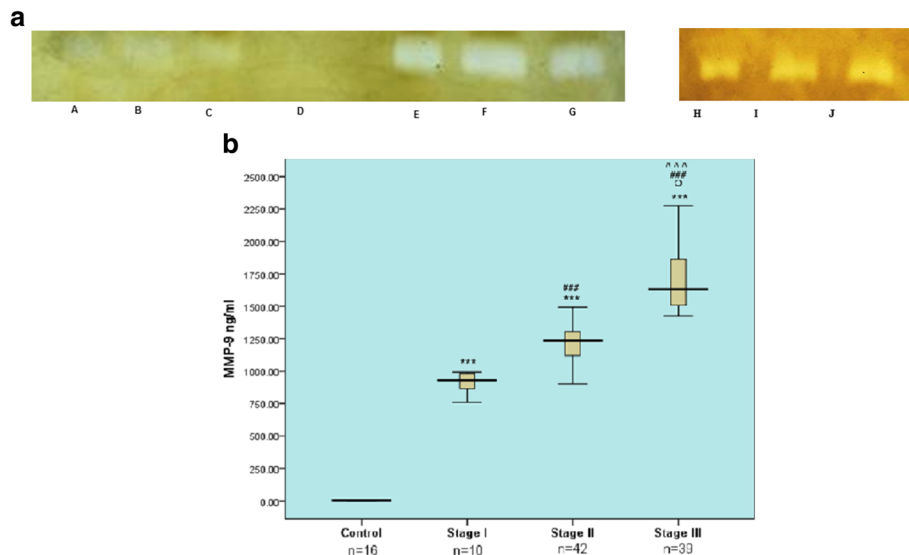 a
A B C D E F G H I J
b
MMP-9 ng/ml
2500.00
2250.00
2000.00
1750.00
1500.00
1250.00
1000.00
750.00
500.00
250.00
0.00
***
###
***
^^^
###
***
Control Stage I Stage II Stage III
n=16 n=10 n=42 n=39